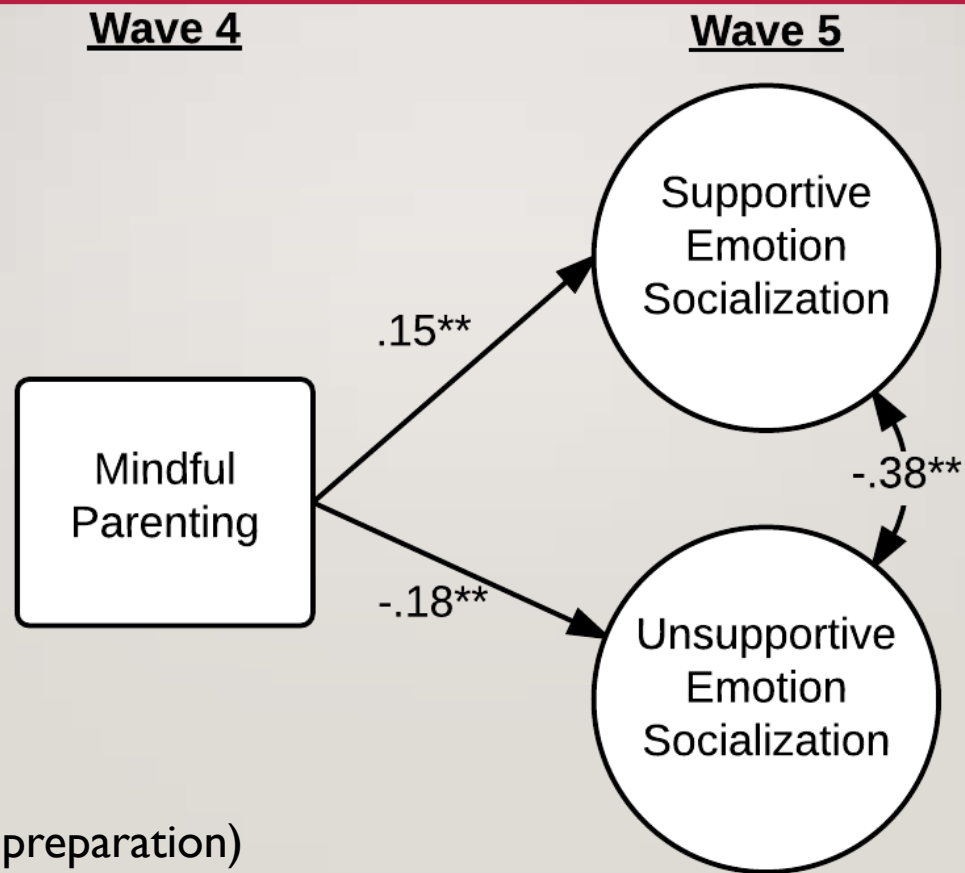 Wave 4
Wave 5
Supportive
Emotion
Socialization
.15**
Mindful
Parenting
-.38**
-.18**
Unsupportive
Emotion
Socialization
preparation)